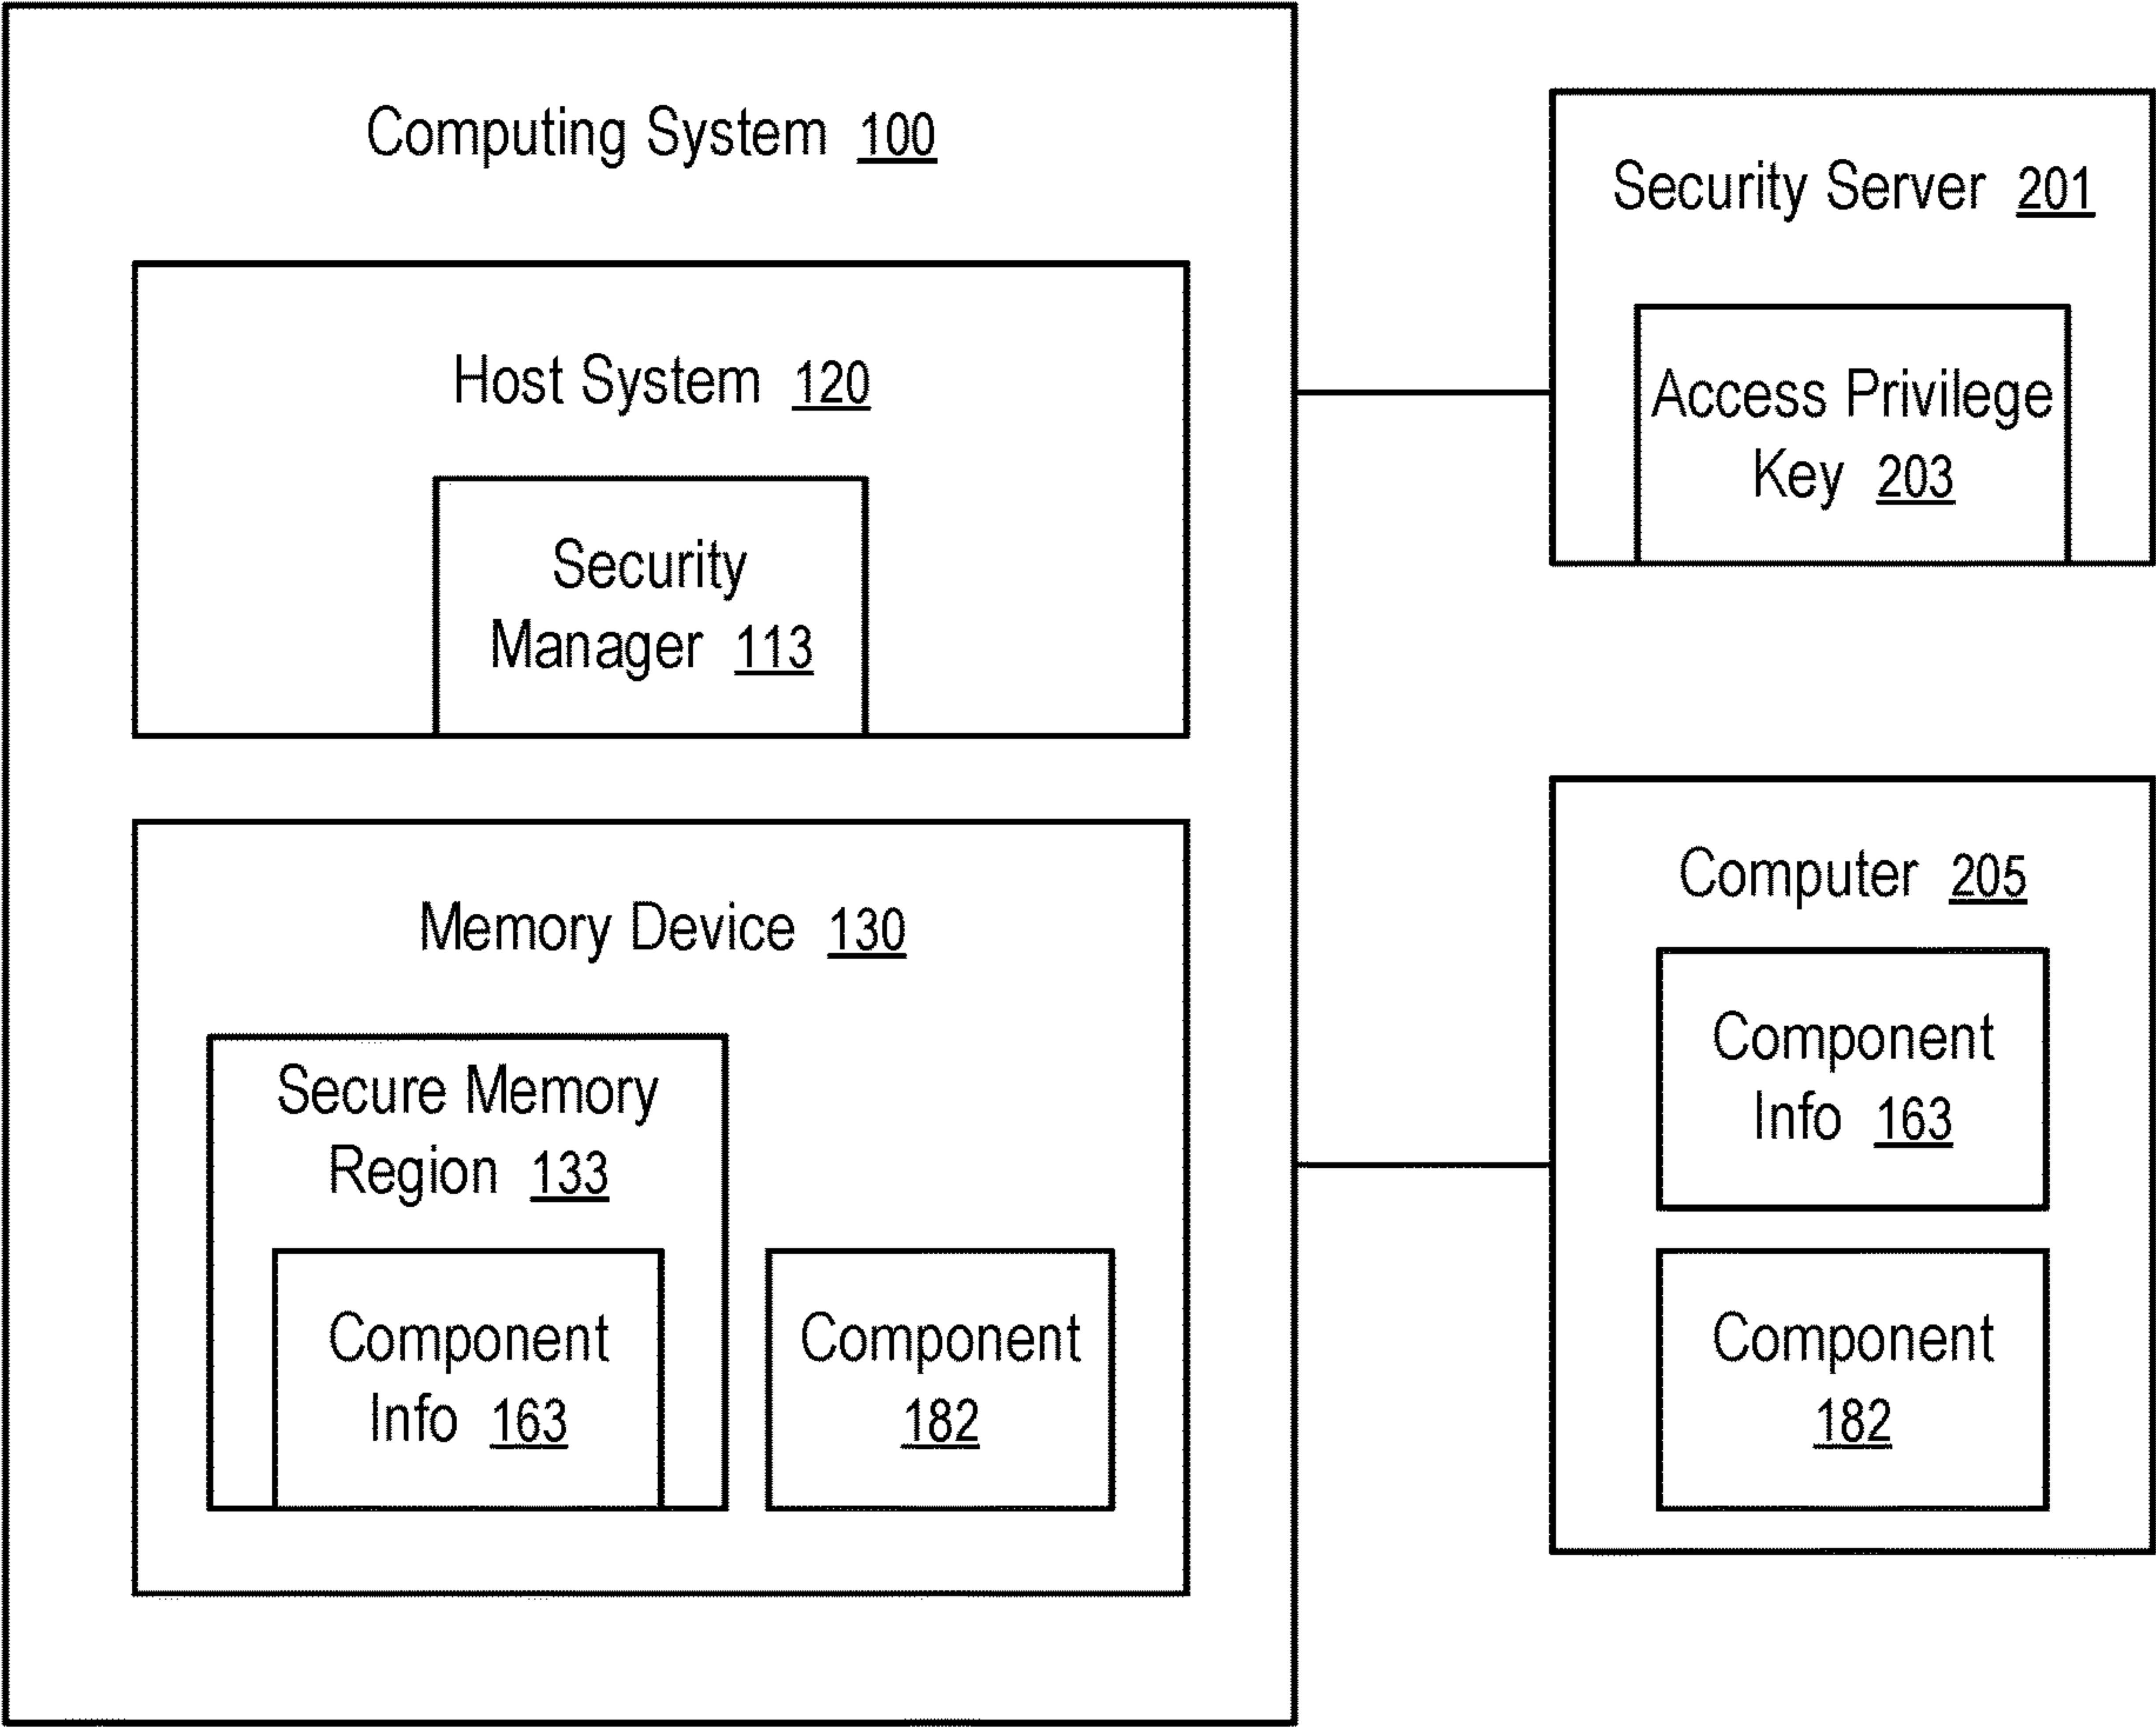 Computing System 100
Host System 120
Security
Manager 113
Memory Device 130
Secure Memory
Region 133
Component
Info 163
Component
182
Security Server 201
Access Privilege
Key 203
Computer 205
Component
Info 163
Component
182